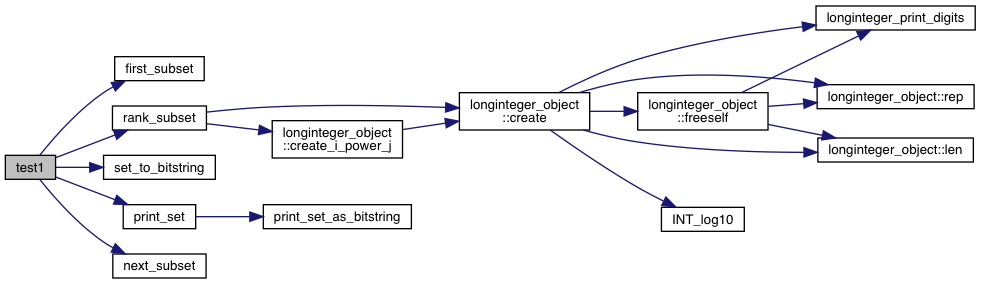 test1
first_subset
rank_subset
set_to_bitstring
print_set
next_subset
longinteger_object
::create_i_power_j
print_set_as_bitstring
longinteger_object
::create
longinteger_object
::freeself
INT_log10
longinteger_print_digits
longinteger_object::rep
longinteger_object::len